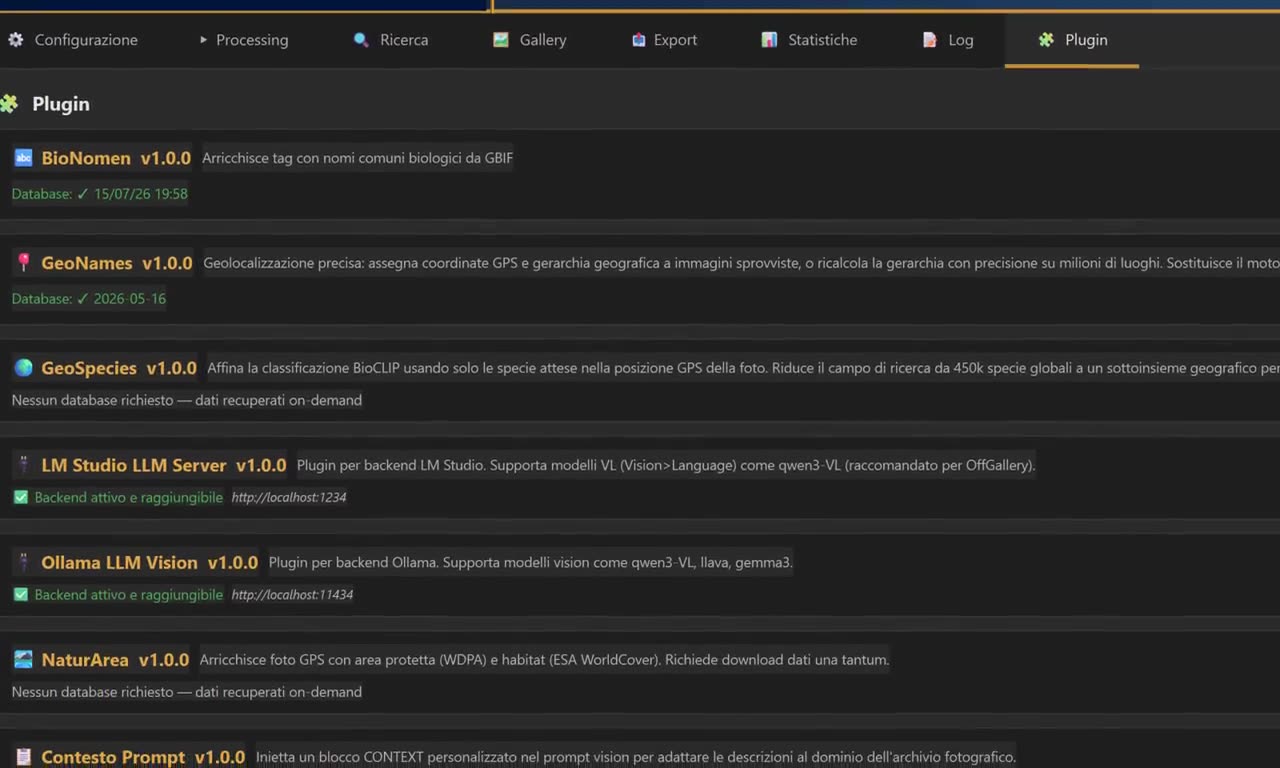 Configurazione Processing Ricerca Gallery Export Statistiche Log Plugin
Plugin
BioNomen v1.0.0 Arricchisce tag con nomi comuni biologici da GBIF
Database: ✓ 15/07/26 19:58
GeoNames v1.0.0 Geolocalizzazione precisa: assegna coordinate GPS e gerarchia geografica a immagini sprovviste, o ricalcola la gerarchia con precisione su milioni di luoghi. Sostituisce il moto
Database: ✓ 2026-05-16
GeoSpecies v1.0.0 Affina la classificazione BioCLIP usando solo le specie attese nella posizione GPS della foto. Riduce il campo di ricerca da 450k specie globali a un sottoinsieme geografico per
Nessun database richiesto — dati recuperati on-demand
LM Studio LLM Server v1.0.0 Plugin per backend LM Studio. Supporta modelli VL (Vision>Language) come qwen3-VL (raccomandato per OffGallery).
Backend attivo e raggiungibile http://localhost:1234
Ollama LLM Vision v1.0.0 Plugin per backend Ollama. Supporta modelli vision come qwen3-VL, llava, gemma3.
Backend attivo e raggiungibile http://localhost:11434
NaturArea v1.0.0 Arricchisce foto GPS con area protetta (WDPA) e habitat (ESA WorldCover). Richiede download dati una tantum.
Nessun database richiesto — dati recuperati on-demand
Contesto Prompt v1.0.0 Inietta un blocco CONTEXT personalizzato nel prompt vision per adattare le descrizioni al dominio dell'archivio fotografico.